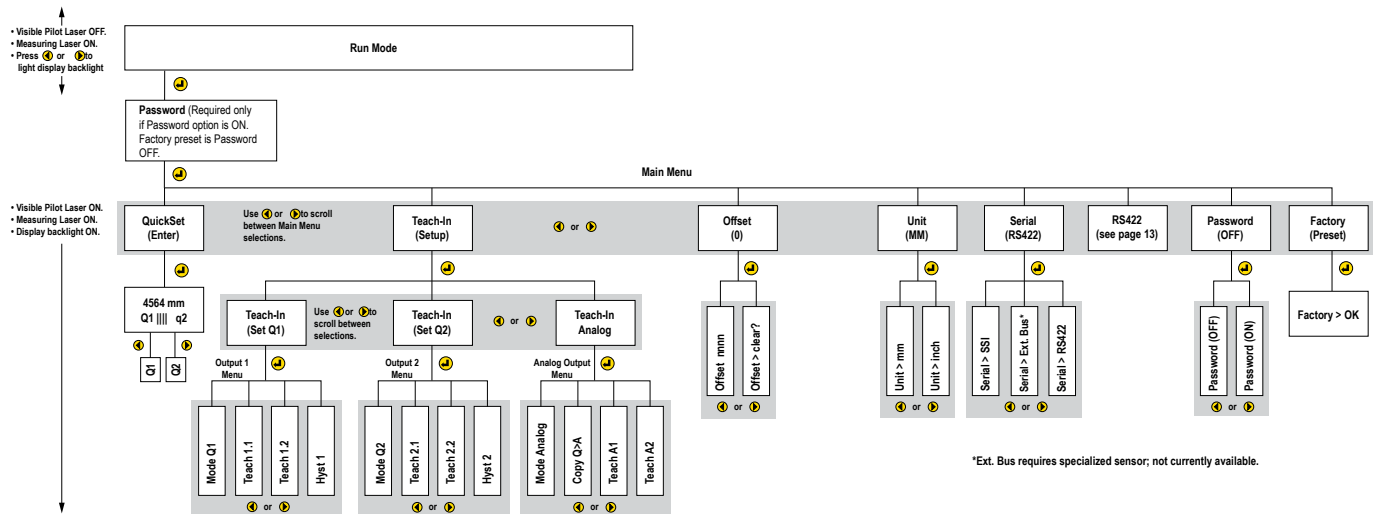 • Visible Pilot Laser OFF.
• Measuring Laser ON.
• Press or to
light display backlight
Run Mode
Password (Required only
if Password option is ON.
Factory preset is Password
OFF.
Main Menu
• Visible Pilot Laser ON.
• Measuring Laser ON.
• Display backlight ON.
QuickSet
(Enter)
Use or to scroll
between Main Menu
selections.
Teach-In
(Setup)
or
Offset
(0)
Unit
(MM)
Serial
(RS422)
RS422
(see page 13)
Password
(OFF)
Factory
(Preset)
4564 mm
Q1 |||| q2
Q1
Q2
Teach-In
(Set Q1)
Use or to
scroll between
selections.
Teach-In
(Set Q2)
or
Teach-In
Analog
Output 1
Menu
Mode Q1
Teach 1.1
Teach 1.2
Hyst 1
or
Output 2
Menu
Mode Q2
Teach 2.1
Teach 2.2
Hyst 2
or
Analog Output
Menu
Mode Analog
Copy Q>A
Teach A1
Teach A2
or
Offset nnnn
Offset > clear?
or
Unit > mm
Unit > inch
or
Serial > SSI
Serial > Ext. Bus*
Serial > RS422
or
Password (OFF)
Password (ON)
or
Factory > OK
*Ext. Bus requires specialized sensor; not currently available.